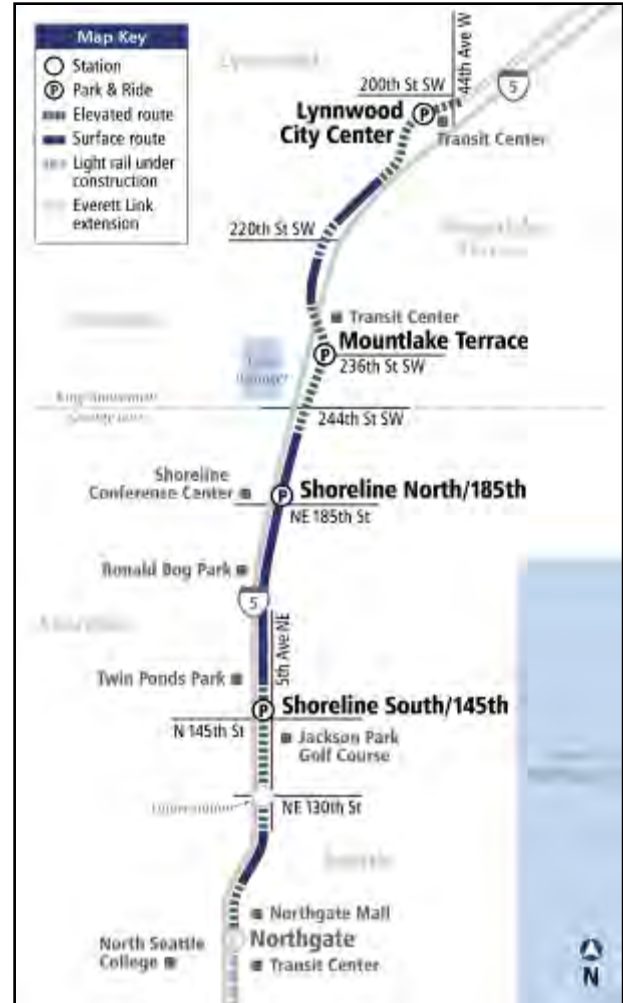 Map Key
Station
P Park & Ride
Elevated route
Surface route
Light rail under
construction
Everett Link
extension
Lynnwood
44th Ave W
200th St SW
5
Lynnwood
City Center
P
Transit Center
220th St SW
Mountlake
Terrace
Transit Center
Mountlake Terrace
P
236th St SW
244th St SW
Shoreline
Conference Center
P
Shoreline North/185th
NE 185th St
Ronald Bog Park
5
5th Ave NE
Twin Ponds Park
P
Shoreline South/145th
N 145th St
Jackson Park
Golf Course
NE 130th St
Seattle
Northgate Mall
North Seattle
College
Northgate
Transit Center
N